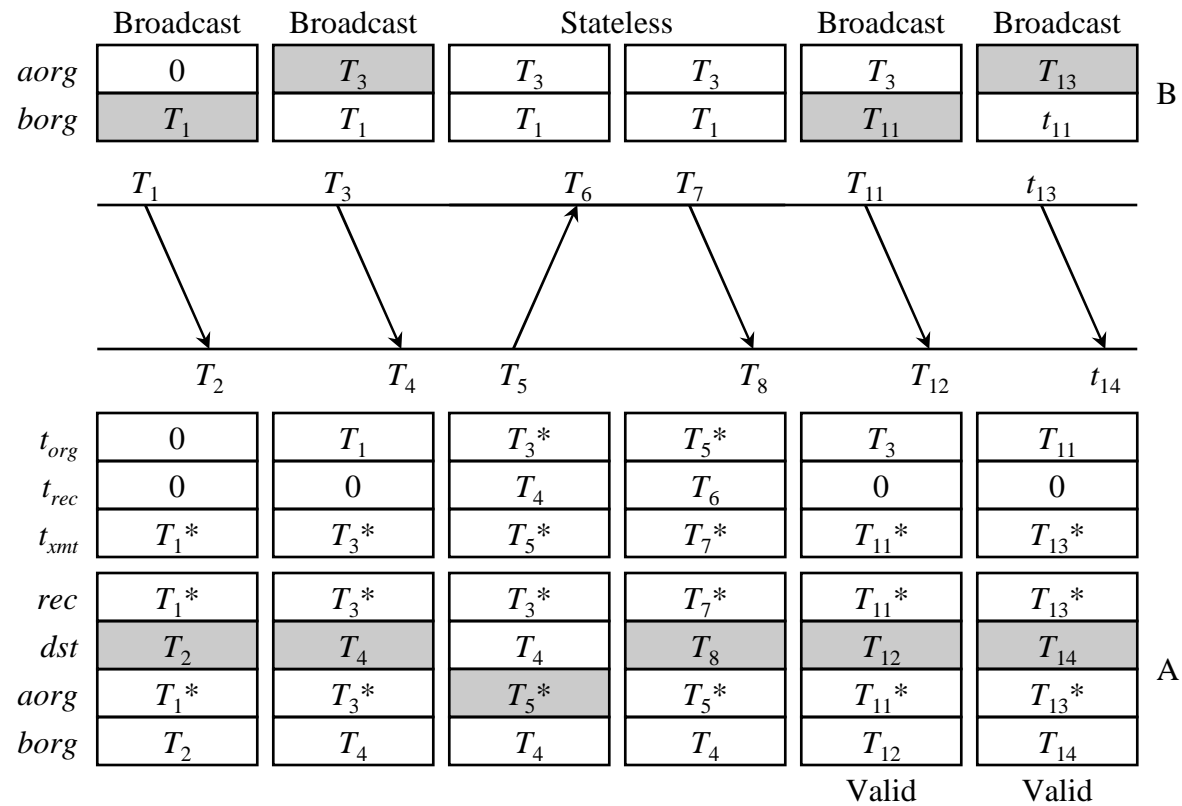 Broadcast Broadcast Stateless Broadcast Broadcast
aorg 0 T₃ T₃ T₃ T₃ T₁₃
borg T₁ T₁ T₁ T₁ T₁₁ t₁₁
B
T₁ T₃ T₆ T₇ T₁₁ t₁₃
T₂ T₄ T₅ T₈ T₁₂ t₁₄
t_org 0 T₁ T₃* T₅* T₃ T₁₁
t_rec 0 0 T₄ T₆ 0 0
t_xmt T₁* T₃* T₅* T₇* T₁₁* T₁₃*
rec T₁* T₃* T₃* T₇* T₁₁* T₁₃*
dst T₂ T₄ T₄ T₈ T₁₂ T₁₄
aorg T₁* T₃* T₅* T₅* T₁₁* T₁₃*
A
borg T₂ T₄ T₄ T₄ T₁₂ T₁₄
Valid Valid